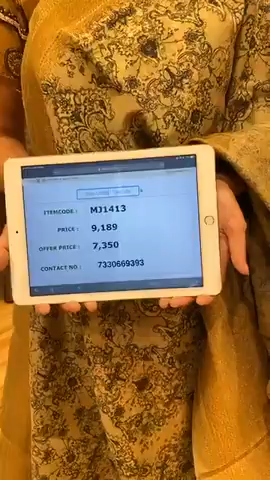 ITEMCODE : MJ1413
PRICE : 9,189
OFFER PRICE : 7,350
CONTACT NO : 7330669393